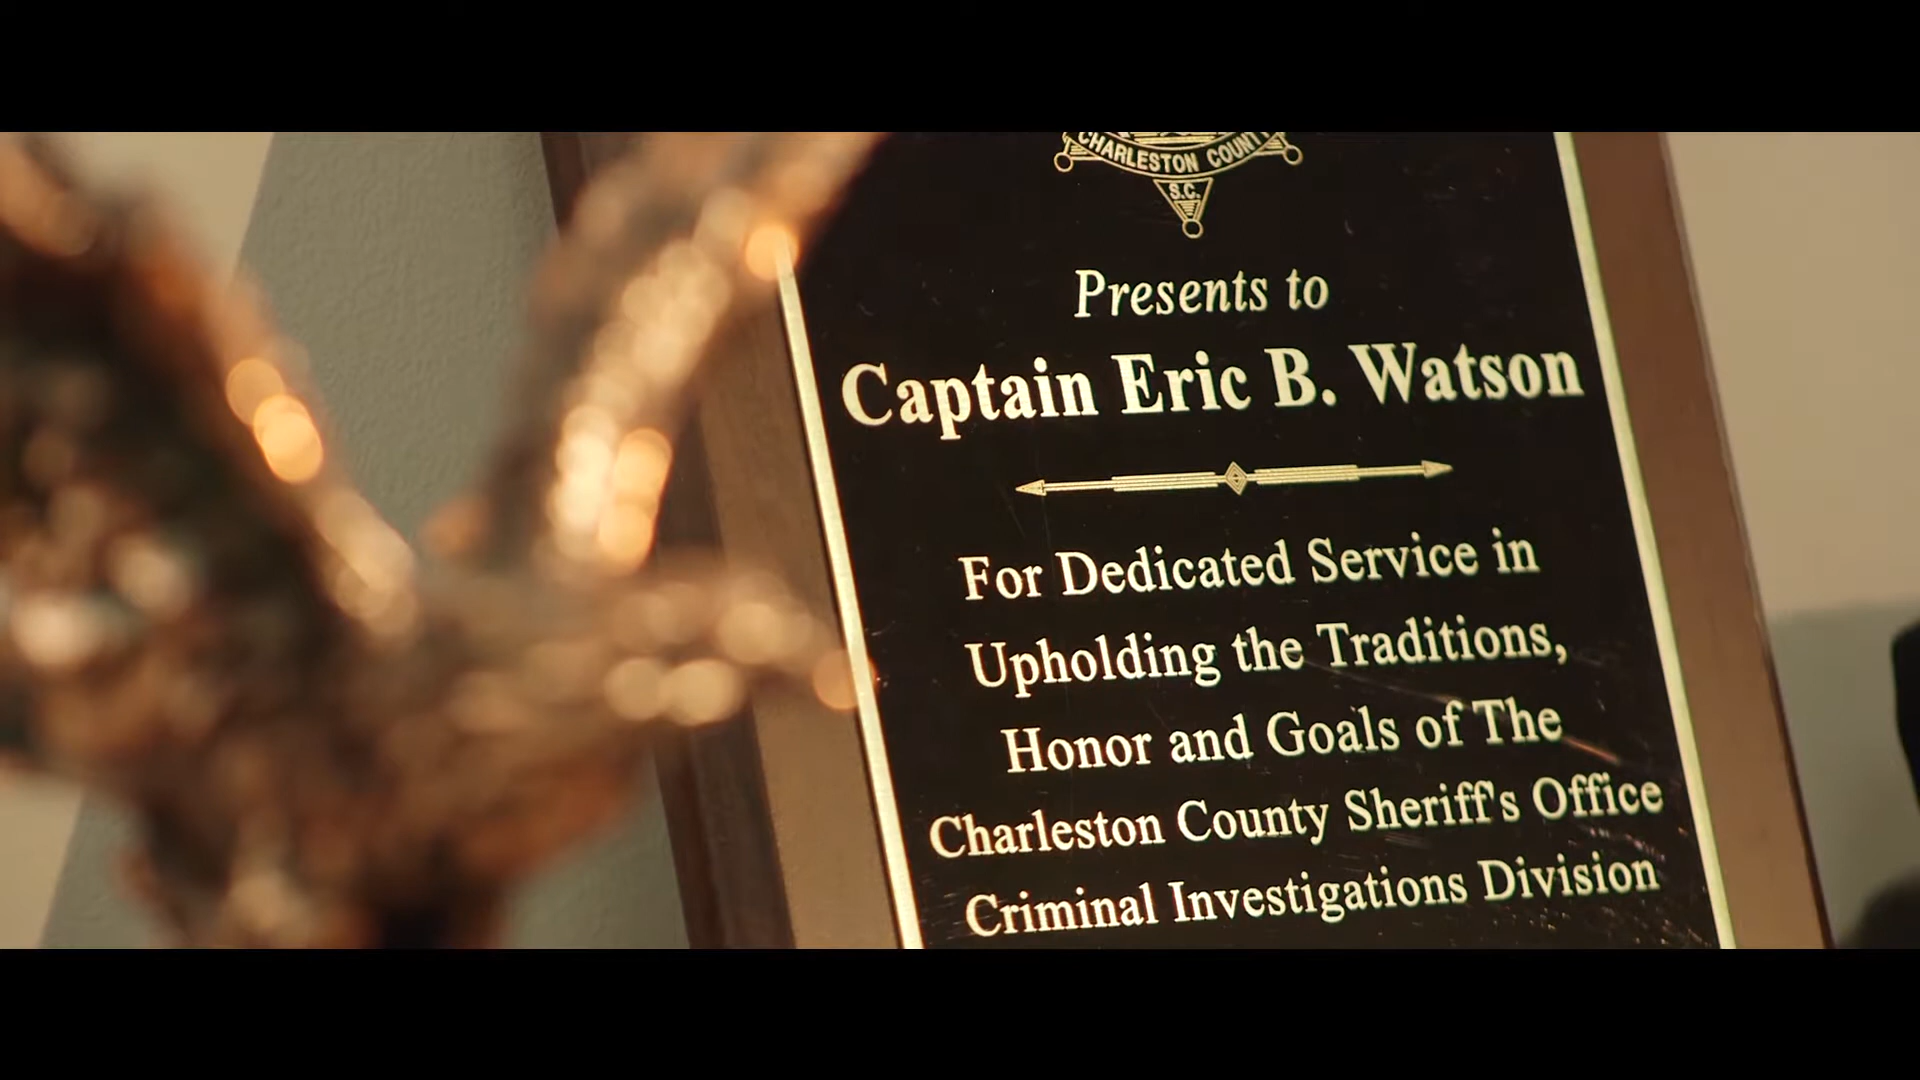 CHARLESTON COUNTY
S.C.
Presents to
Captain Eric B. Watson
For Dedicated Service in
Upholding the Traditions,
Honor and Goals of The
Charleston County Sheriff's Office
Criminal Investigations Division